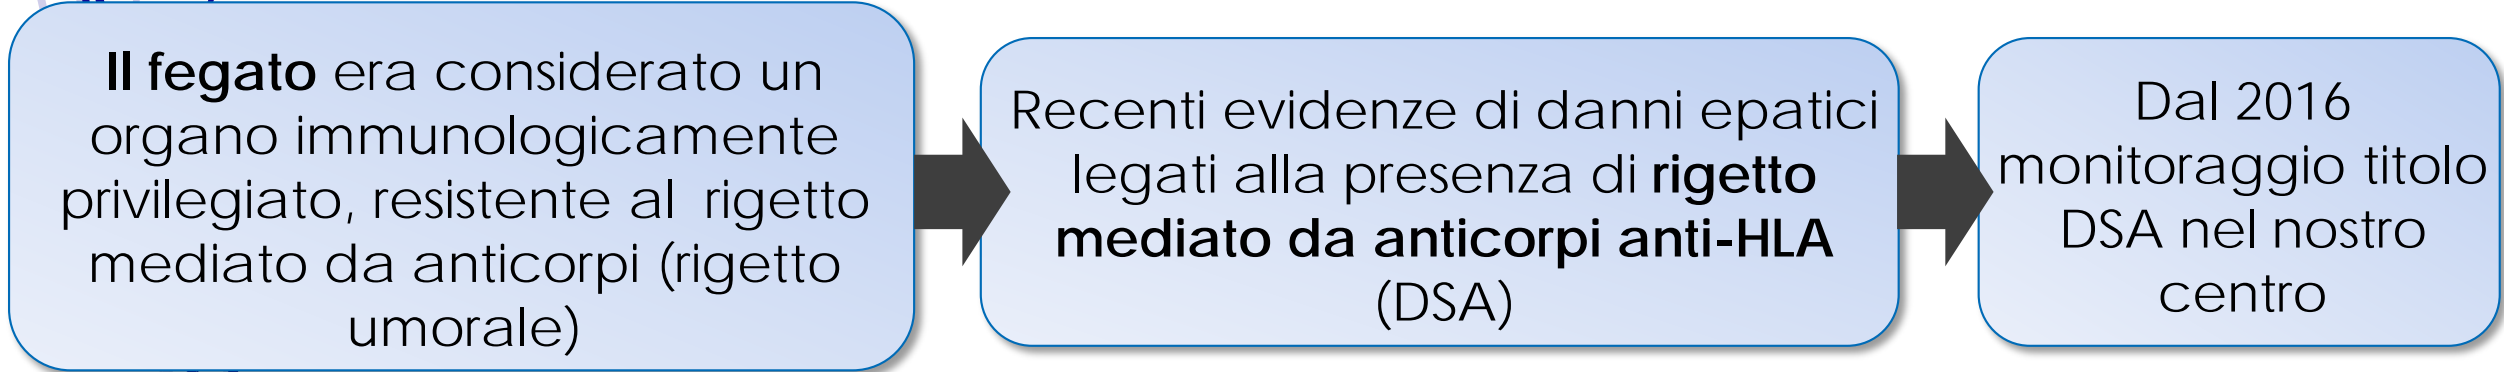 Il fegato era considerato un
organo immunologicamente
privilegiato, resistente al rigetto
mediato da anticorpi (rigetto
umorale)
Recenti evidenze di danni epatici
legati alla presenza di rigetto
mediato da anticorpi anti-HLA
(DSA)
Dal 2016
monitoraggio titolo
DSA nel nostro
centro